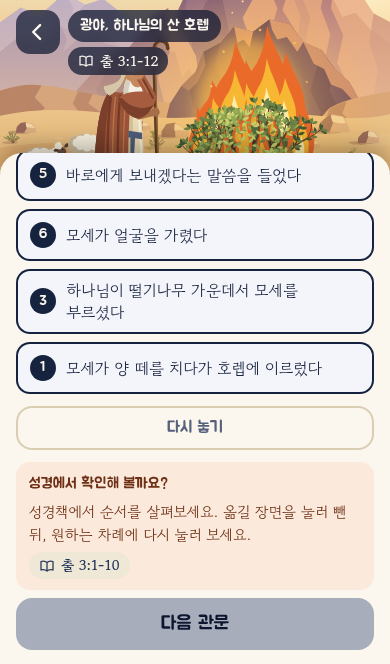 광야, 하나님의 산 호렙
출 3:1-12
5 바로에게 보내겠다는 말씀을 들었다
6 모세가 얼굴을 가렸다
3 하나님이 떨기나무 가운데서 모세를
부르셨다
1 모세가 양 떼를 치다가 호렙에 이르렀다
다시 놓기
성경에서 확인해 볼까요?
성경책에서 순서를 살펴보세요. 옮길 장면을 눌러 뺀
뒤, 원하는 차례에 다시 눌러 보세요.
출 3:1-10
다음 관문